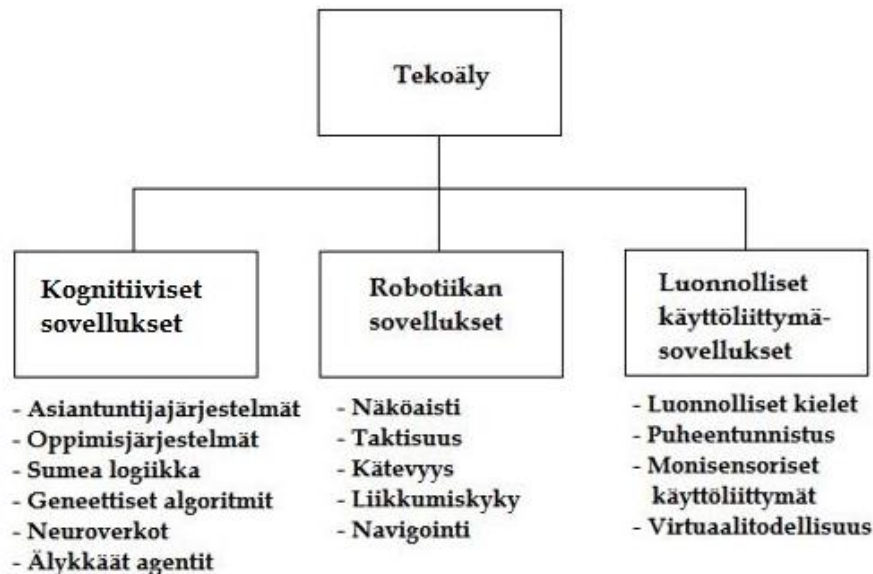 Tekoäly
Kognitiiviset
sovellukset
- Asiantuntijajärjestelmät
- Oppimisjärjestelmät
- Sumea logiikka
- Geneettiset algoritmit
- Neuroverkot
- Älykkäät agentit
Robotiikan
sovellukset
- Näköaisti
- Taktisuus
- Kätevyys
- Liikkumiskyky
- Navigointi
Luonnolliset
käyttöliittymä-
sovellukset
- Luonnolliset kielet
- Puheentunnistus
- Monisensoriset
käyttöliittymät
- Virtuaalitodellisuus